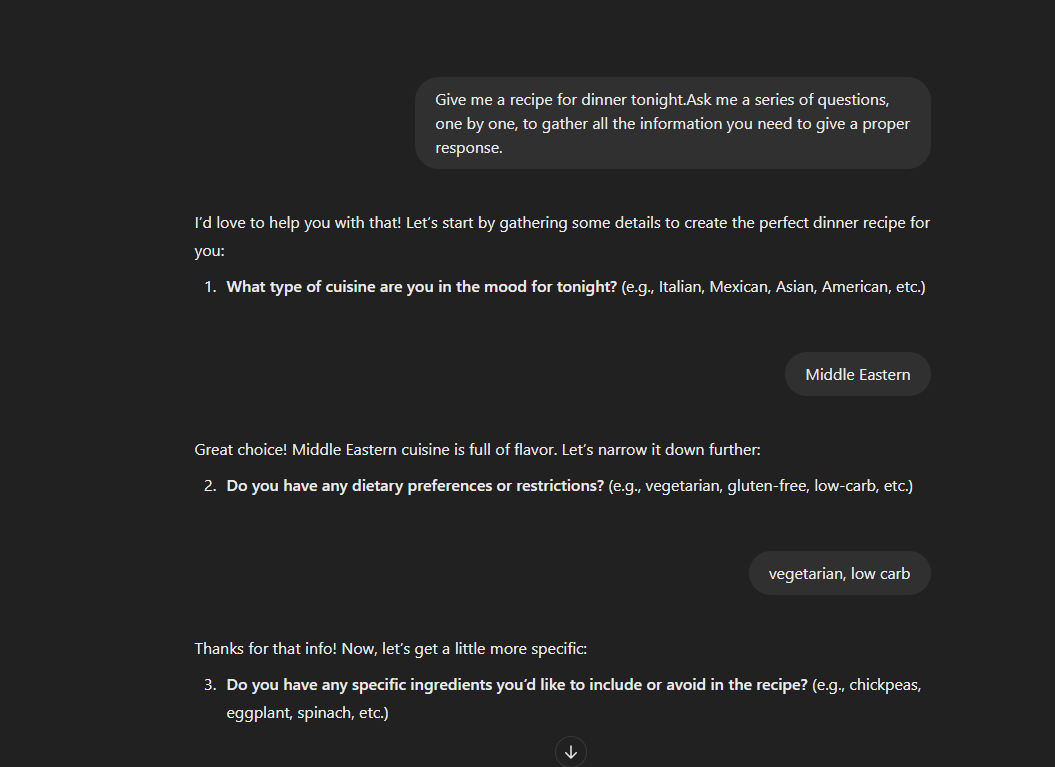 Give me a recipe for dinner tonight.Ask me a series of questions,
one by one, to gather all the information you need to give a proper
response.
I’d love to help you with that! Let’s start by gathering some details to create the perfect dinner recipe for
you:
1. What type of cuisine are you in the mood for tonight? (e.g., Italian, Mexican, Asian, American, etc.)
Middle Eastern
Great choice! Middle Eastern cuisine is full of flavor. Let’s narrow it down further:
2. Do you have any dietary preferences or restrictions? (e.g., vegetarian, gluten-free, low-carb, etc.)
vegetarian, low carb
Thanks for that info! Now, let’s get a little more specific:
3. Do you have any specific ingredients you’d like to include or avoid in the recipe? (e.g., chickpeas,
eggplant, spinach, etc.)